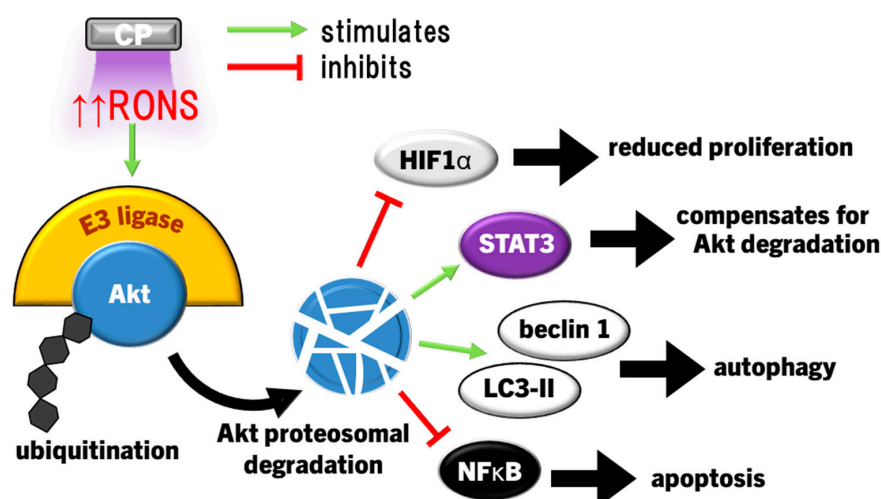 CP
stimulates
inhibits
↑↑RONS
HIF1α
reduced proliferation
E3 ligase
STAT3
compensates for
Akt degradation
Akt
beclin 1
LC3-II
autophagy
ubiquitination
Akt proteosomal
degradation
NFκB
apoptosis